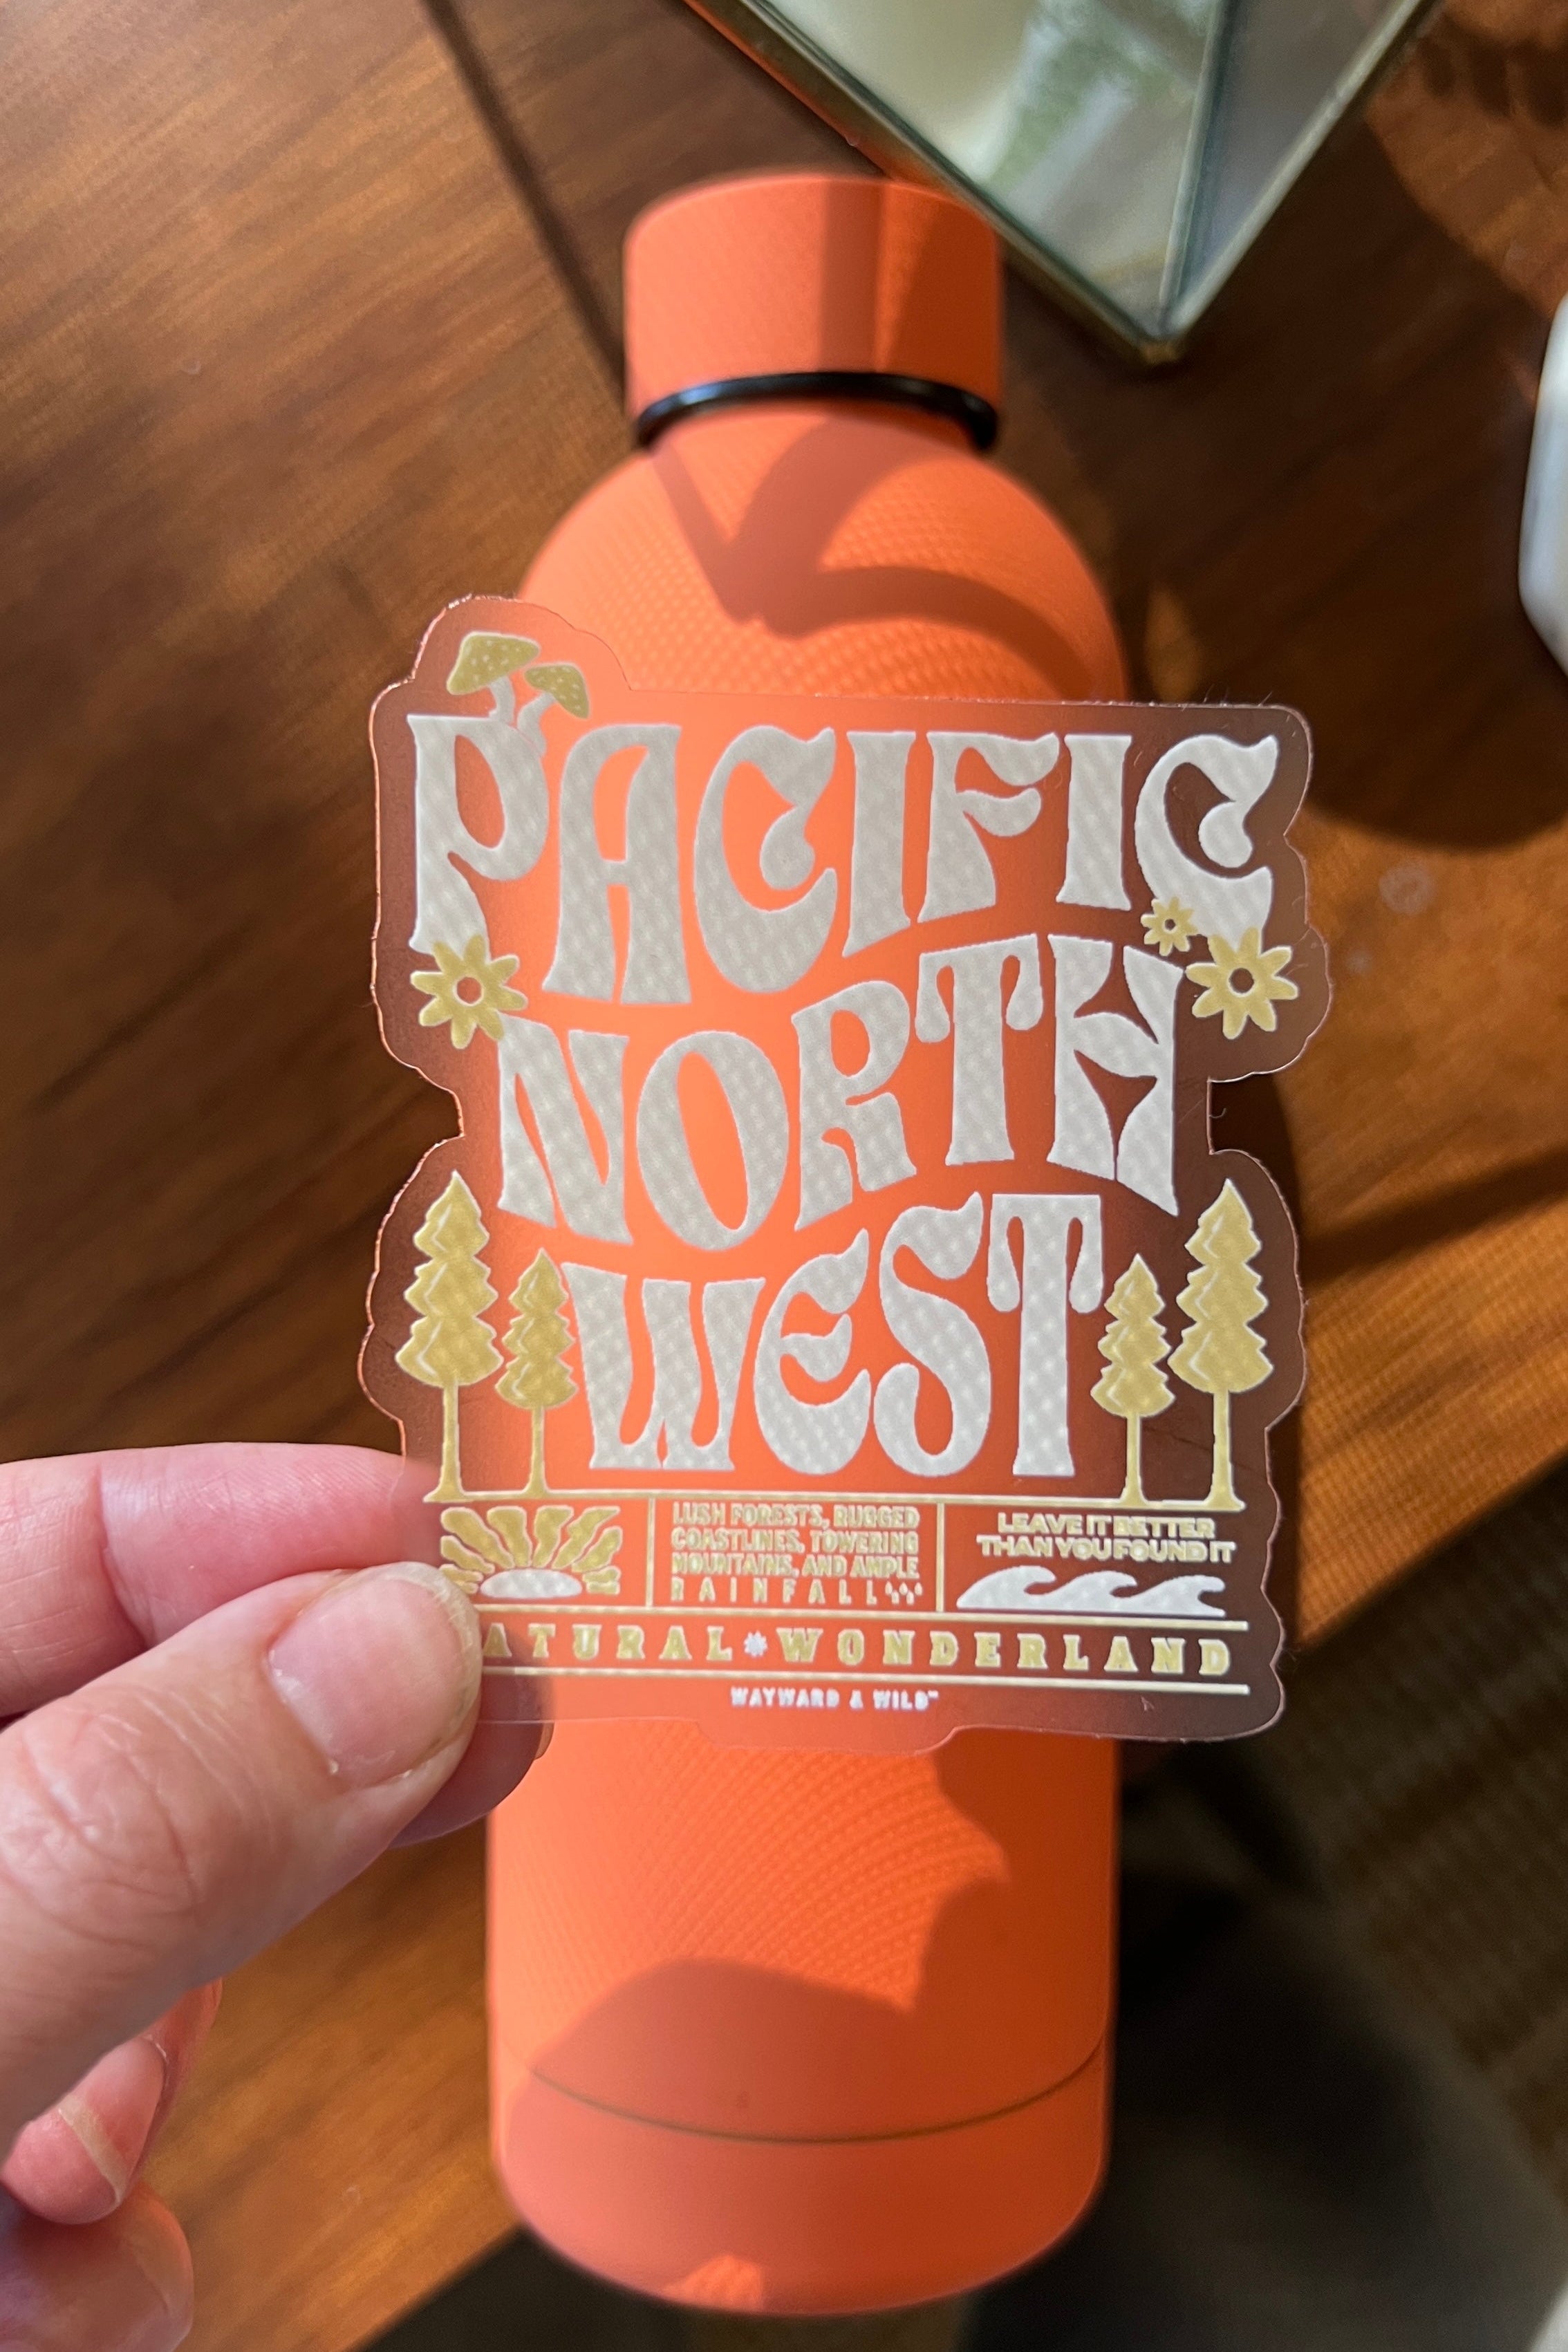 PACIFIC
NORTH
WEST
LUSH FORESTS, RUGGED
COASTLINES, TOWERING
MOUNTAINS, AND AMPLE
RAINFALL
LEAVE IT BETTER
THAN YOU FOUND IT
ATURAL WONDERLAND
WAYWARD & WILD™